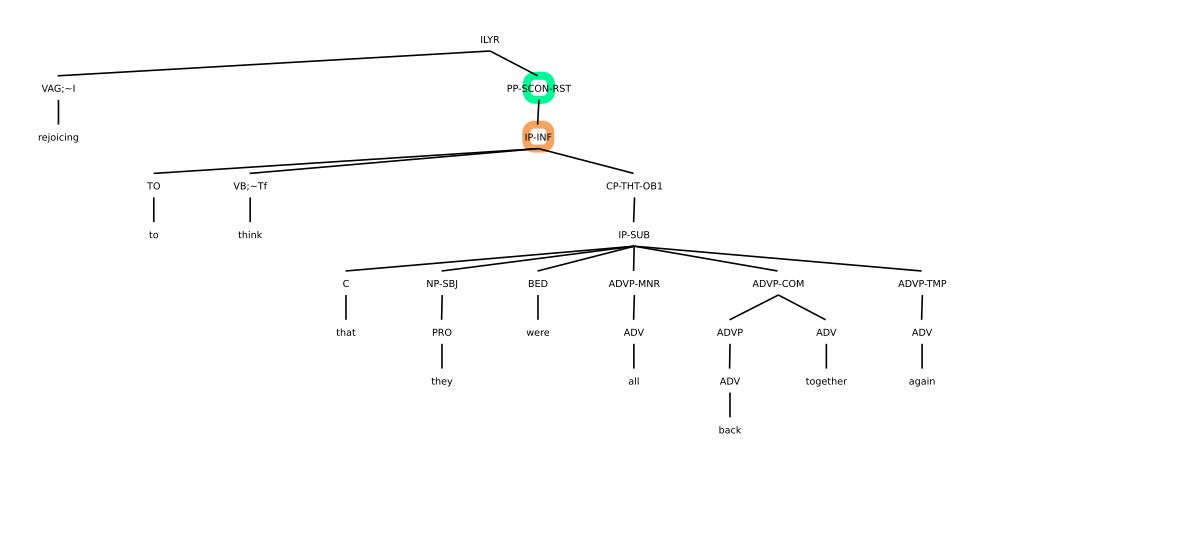 ILYR
VAG;~I PP-SCON-RST
rejoicing IP-INF
TO VB;~Tf CP-THT-OB1
to think IP-SUB
C NP-SBJ BED ADVP-MNR ADVP-COM ADVP-TMP
that PRO were ADV ADVP ADV ADV
they all ADV together again
back